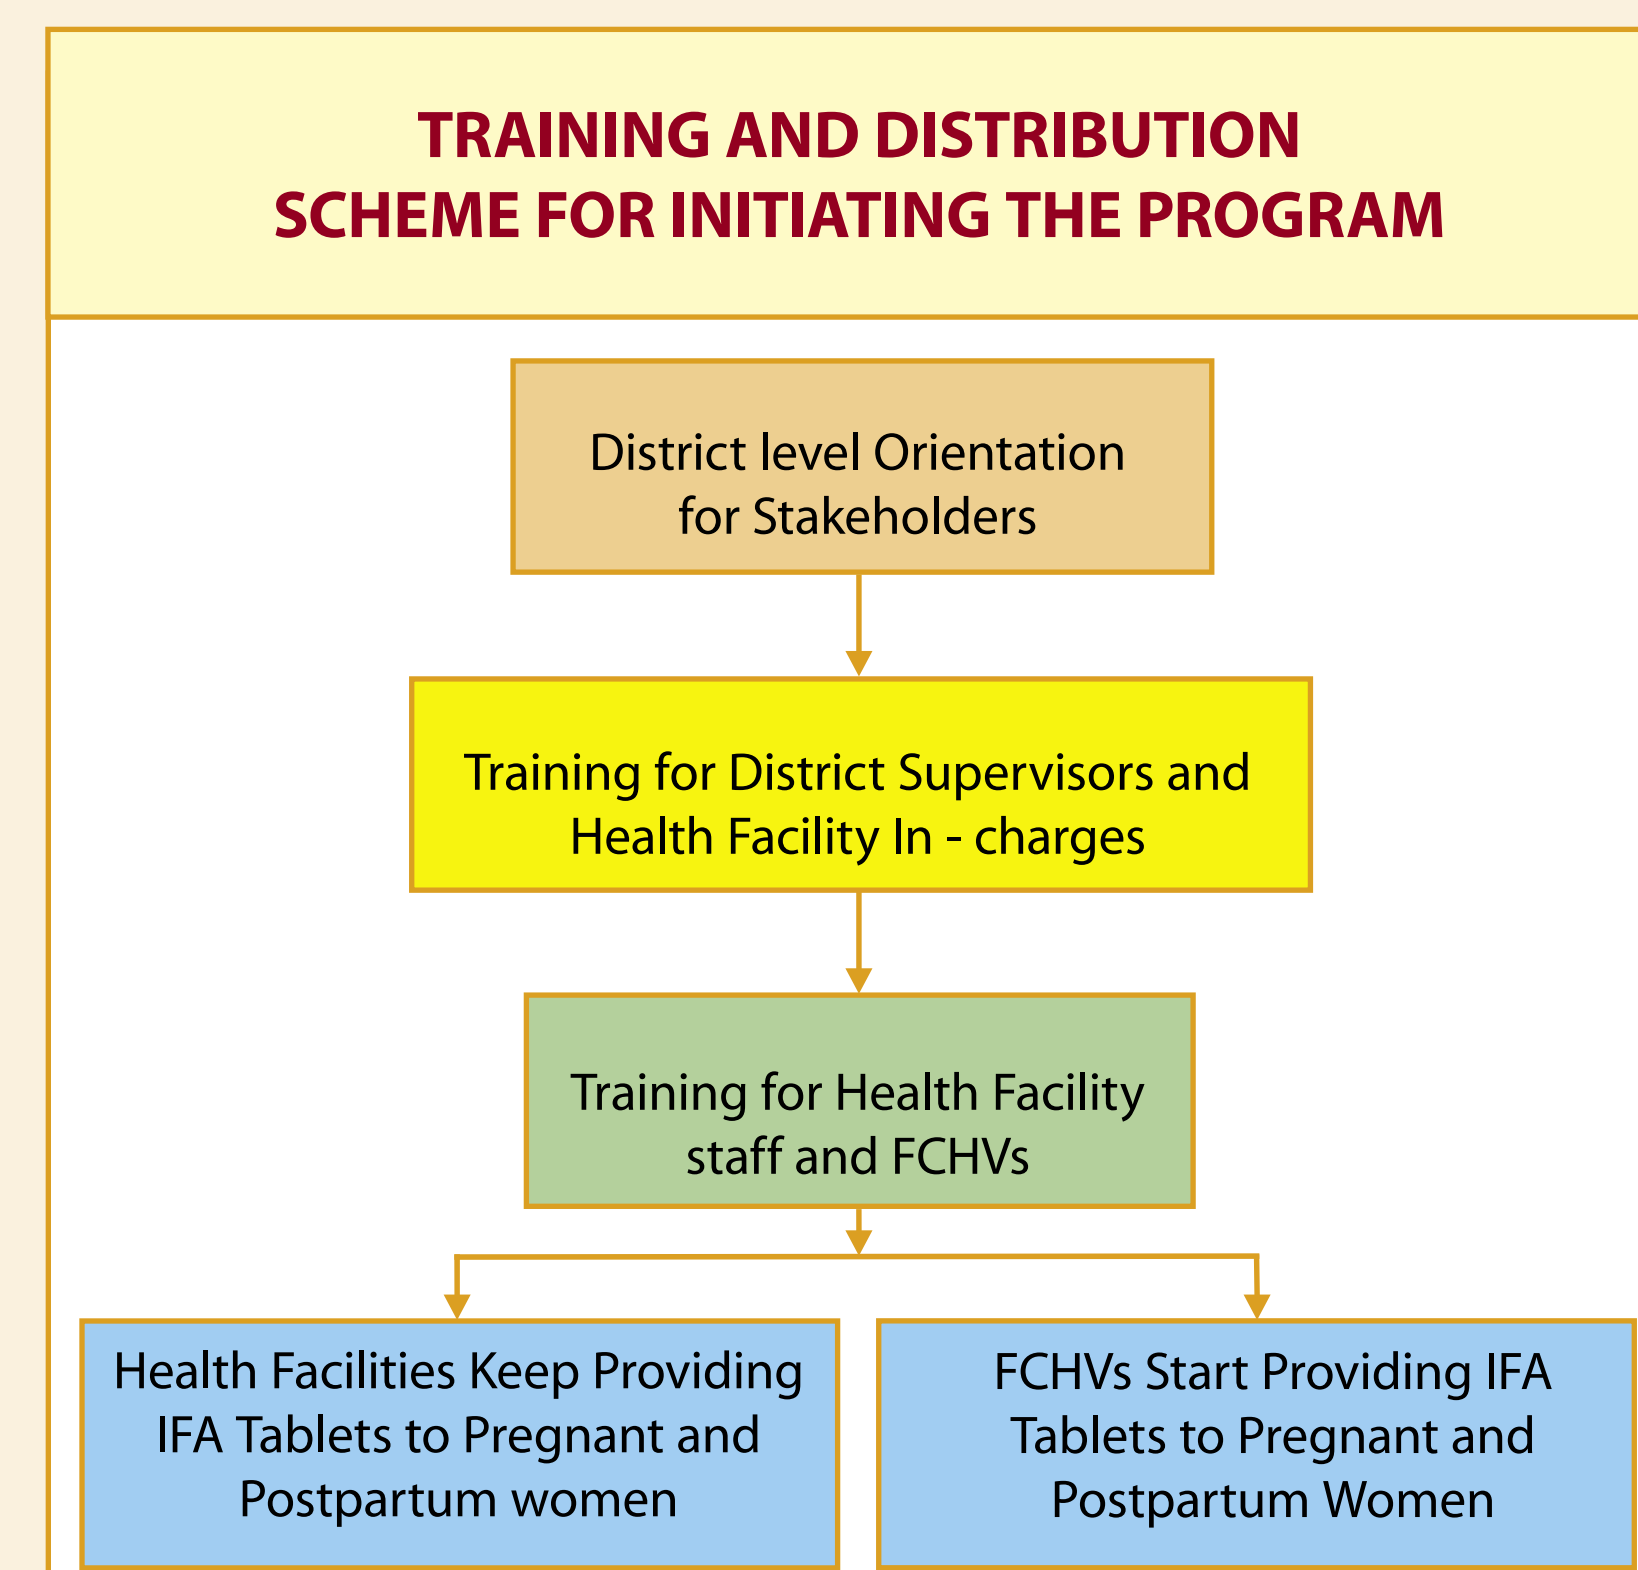 TRAINING AND DISTRIBUTION
SCHEME FOR INITIATING THE PROGRAM
District level Orientation
for Stakeholders
Training for District Supervisors and
Health Facility In - charges
Training for Health Facility
staff and FCHVs
Health Facilities Keep Providing
IFA Tablets to Pregnant and
Postpartum women
FCHVs Start Providing IFA
Tablets to Pregnant and
Postpartum Women